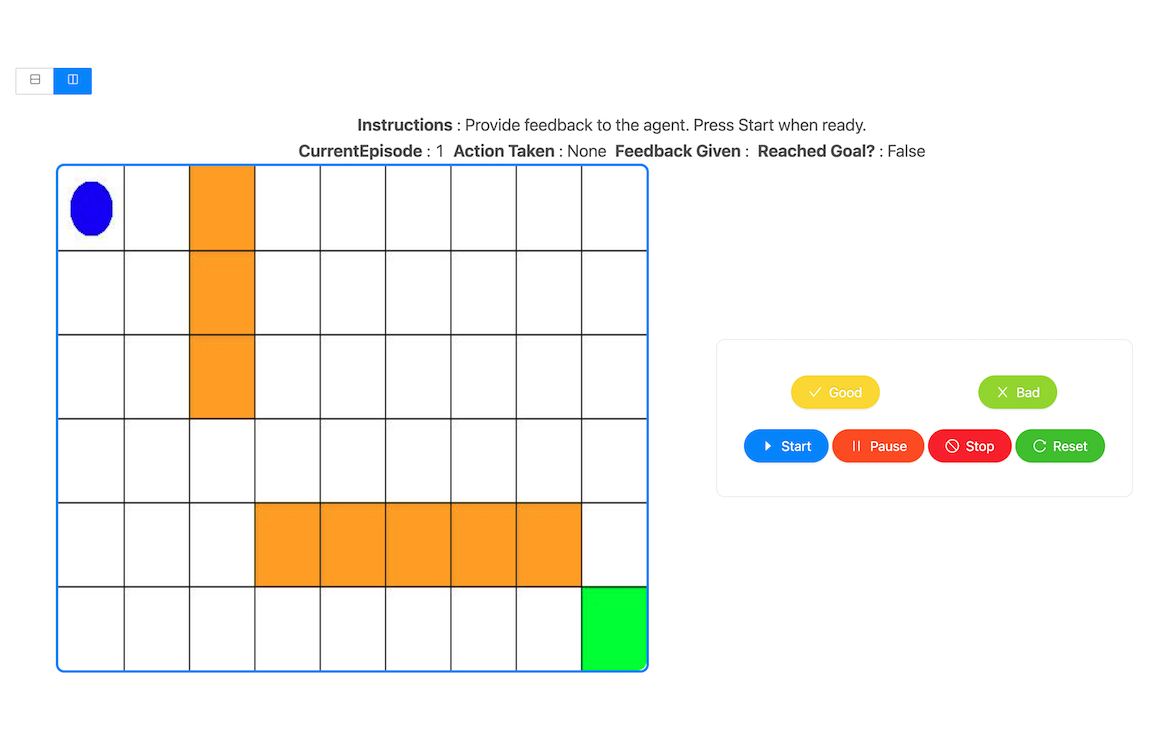 Instructions : Provide feedback to the agent. Press Start when ready.
CurrentEpisode : 1 Action Taken : None Feedback Given : Reached Goal? : False
Good Bad
Start Pause Stop Reset